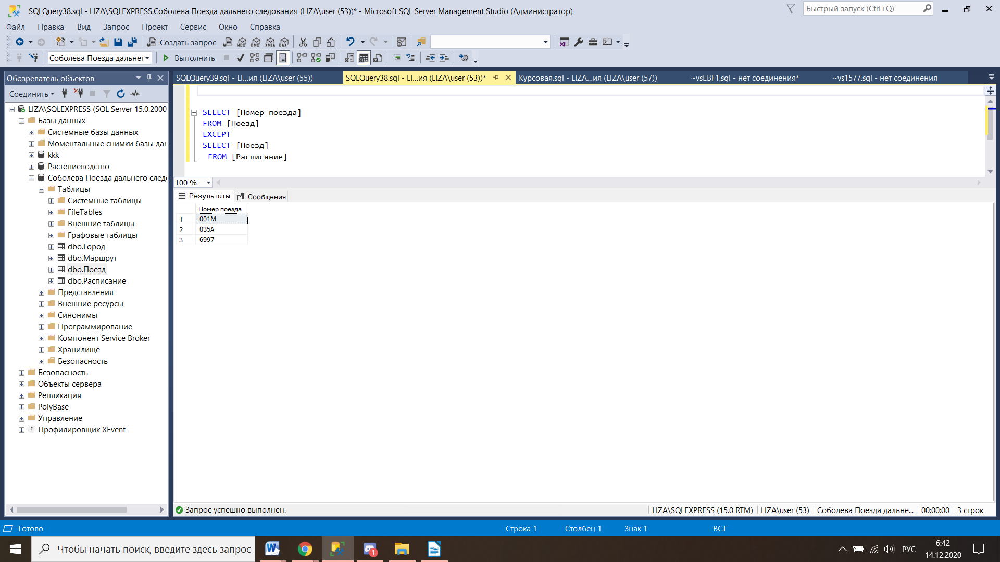 SQLQuery38.sql - LIZA\SQLEXPRESS.Соболева Поезда дальнего следования (LIZA\user (53))* - Microsoft SQL Server Management Studio (Администратор)
Быстрый запуск (Ctrl+Q)
Файл Правка Вид Запрос Проект Сервис Окно Справка
Создать запрос MDX DMX XMLA DAX
Соболева Поезда дальнег Выполнить
Обозреватель объектов
Соединить
LIZA\SQLEXPRESS (SQL Server 15.0.2000
Базы данных
Системные базы данных
Моментальные снимки базы дан
kkk
Растениеводство
Соболева Поезда дальнего след
Таблицы
Системные таблицы
FileTables
Внешние таблицы
Графовые таблицы
dbo.Город
dbo.Маршрут
dbo.Поезд
dbo.Расписание
Представления
Внешние ресурсы
Синонимы
Программирование
Компонент Service Broker
Хранилище
Безопасность
Безопасность
Объекты сервера
Репликация
PolyBase
Управление
Профилировщик XEvent
SQLQuery39.sql - LI...ия (LIZA\user (55))
SQLQuery38.sql - LI...ия (LIZA\user (53))*
Курсовая.sql - LIZA...ия (LIZA\user (57))
~vsEBF1.sql - нет соединения*
~vs1577.sql - нет соединения
SELECT [Номер поезда]
FROM [Поезд]
EXCEPT
SELECT [Поезд]
FROM [Расписание]
100 %
Результаты Сообщения
Номер поезда
1 001М
2 035А
3 6997
Запрос успешно выполнен.
LIZA\SQLEXPRESS (15.0 RTM) LIZA\user (53) Соболева Поезда дальне... 00:00:00 3 строк
Готово Строка 1 Столбец 1 Знак 1 ВСТ
Чтобы начать поиск, введите здесь запрос
1
РУС
6:42
14.12.2020